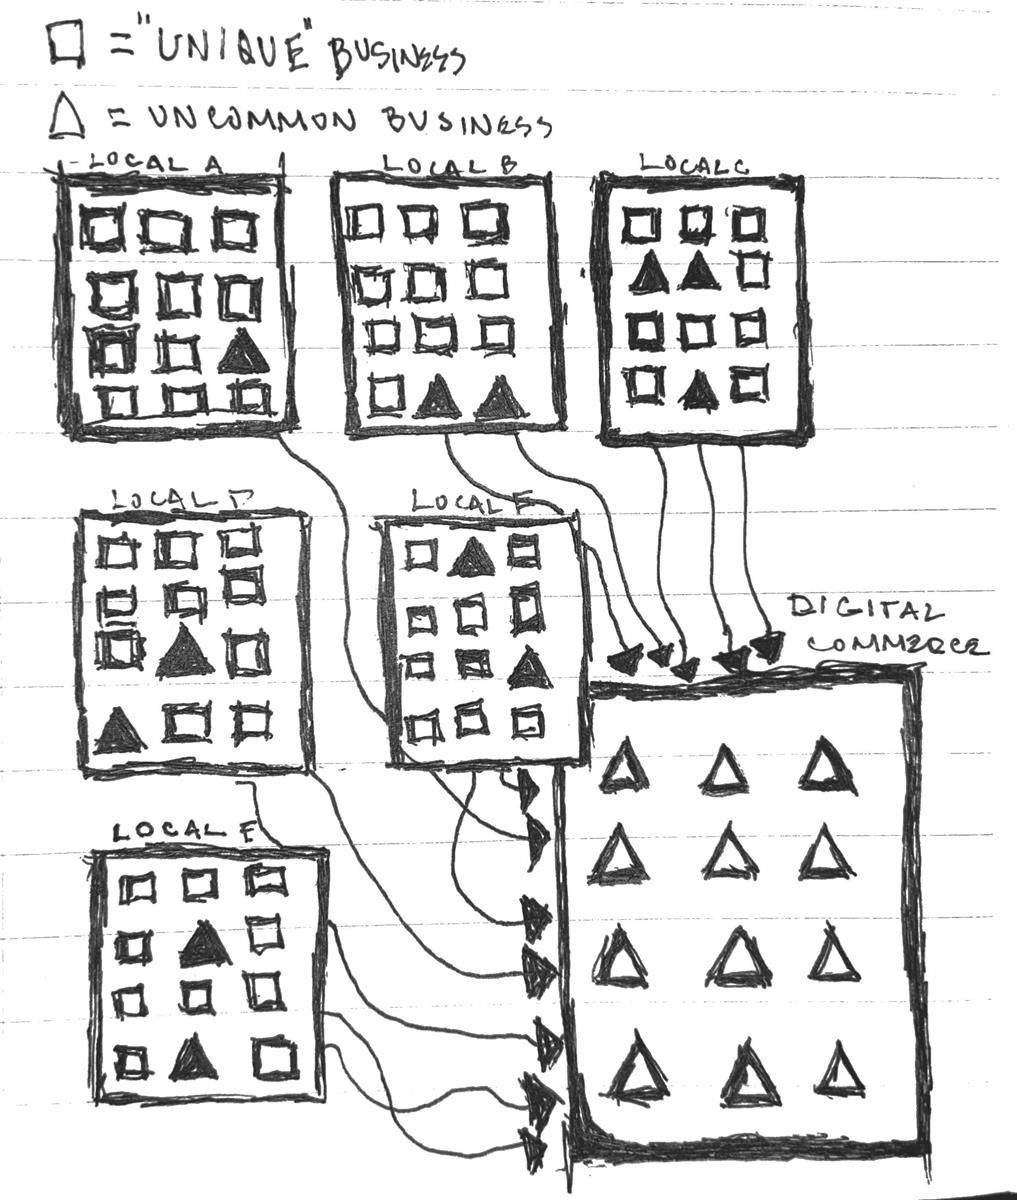 □ = "UNIQUE" BUSINESS
△ = UNCOMMON BUSINESS
LOCAL A
LOCAL B
LOCAL C
LOCAL D
LOCAL F
DIGITAL
COMMERCE
LOCAL E